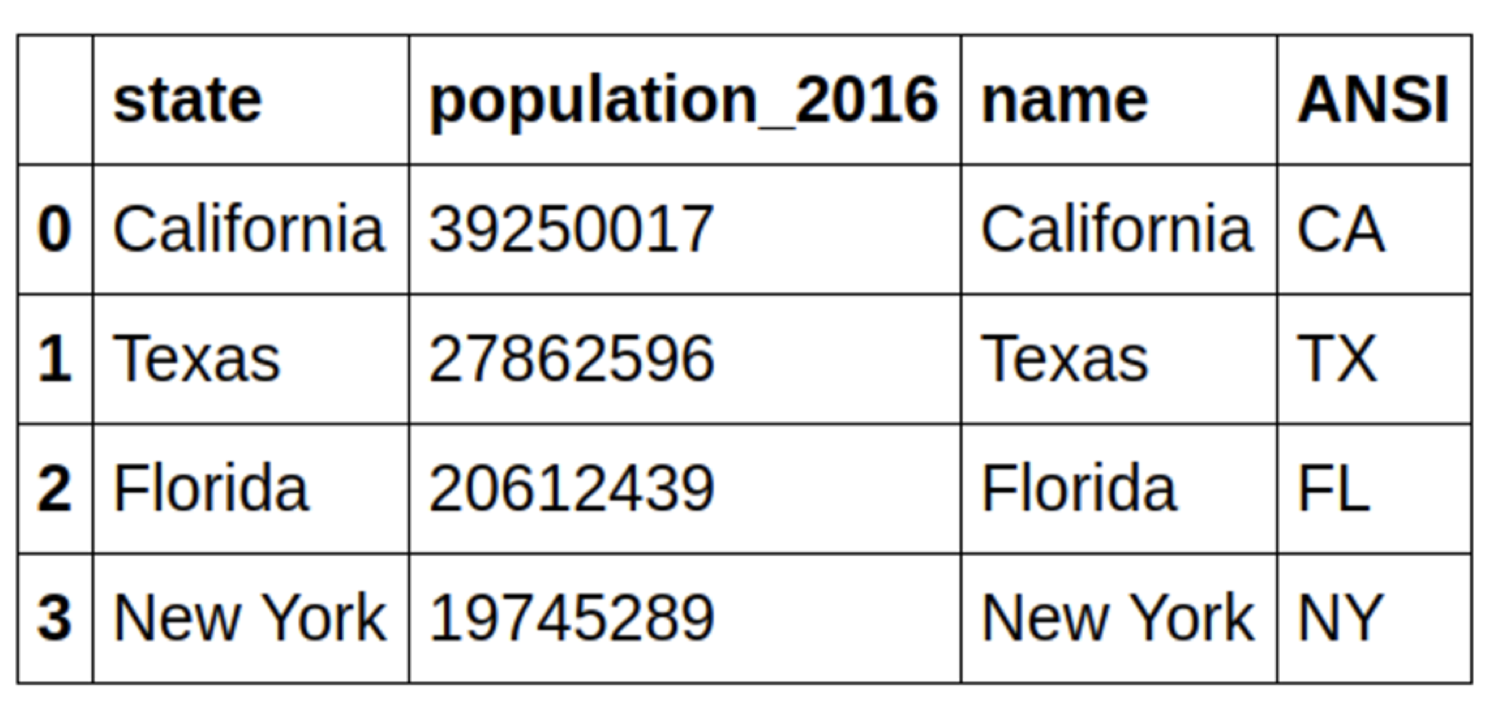 state population_2016 name ANSI
0 California 39250017 California CA
1 Texas 27862596 Texas TX
2 Florida 20612439 Florida FL
3 New York 19745289 New York NY